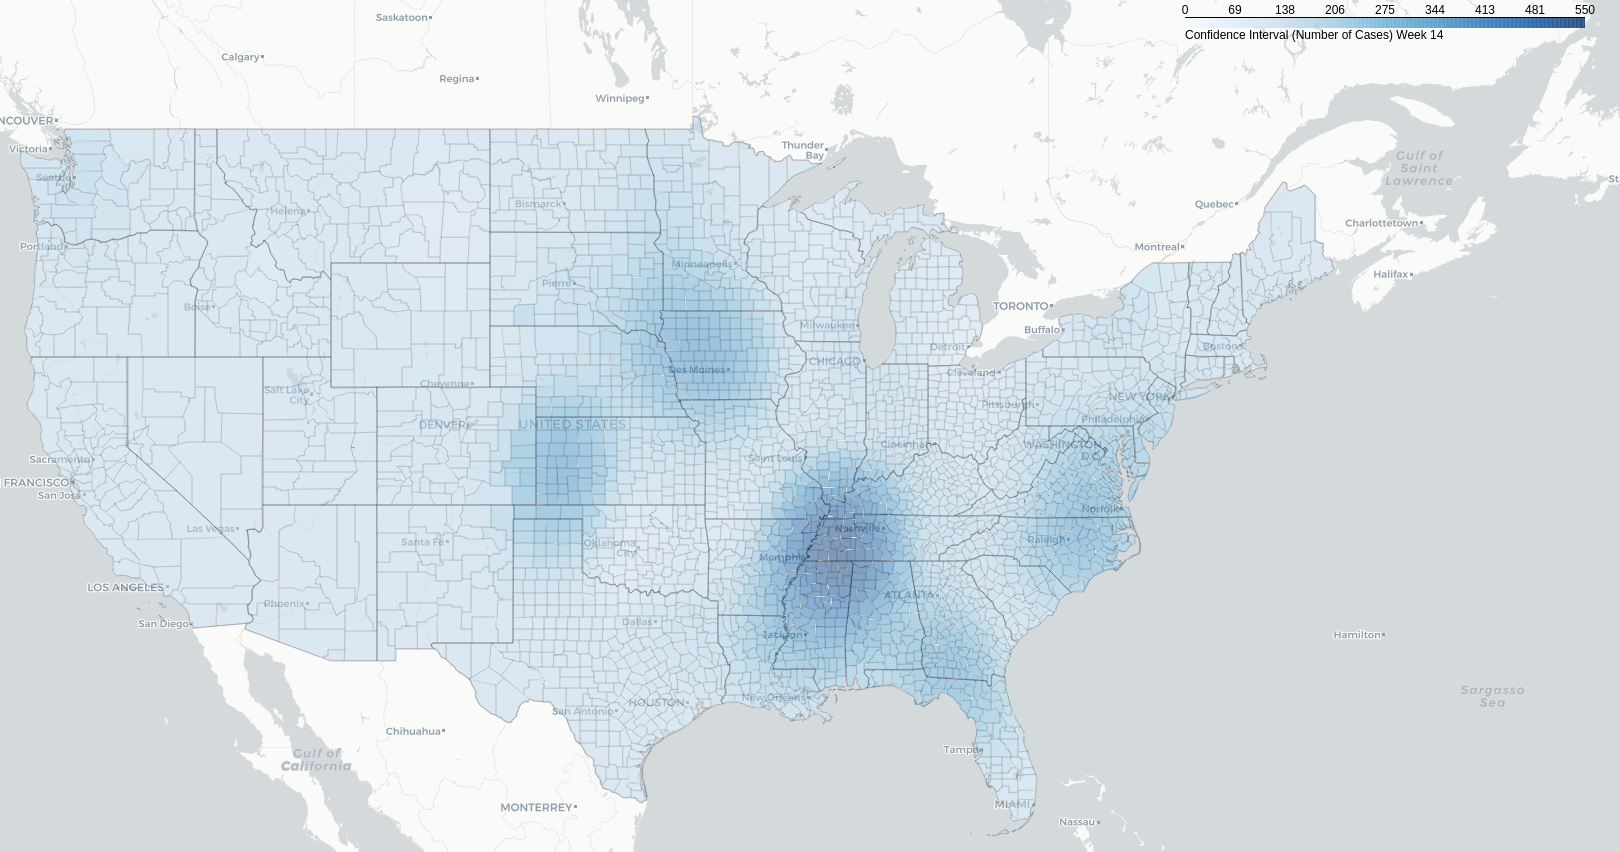 0 69 138 206 275 344 413 481 550
Confidence Interval (Number of Cases) Week 14
Saskatoon
Calgary
Regina
Winnipeg
NCOUVER
Victoria
Thunder
Bay
Gulf of
Saint
Lawrence
St
Seattle
Bismarck
Helena
Quebec
Charlottetown
Portland
Montreal
Minneapolis
Halifax
Pierre
Boise
TORONTO
Milwaukee
Buffalo
Detroit
Boston
CHICAGO
Des Moines
Cleveland
Cheyenne
Salt Lake
City
NEW YORK
Pittsburgh
Philadelphia
DENVER
UNITED STATES
Cincinnati
WASHINGTON
D.C.
Sacramento
Saint Louis
FRANCISCO
San Jose
Norfolk
Las Vegas
Nashville
Santa Fe
Oklahoma
City
Raleigh
Memphis
LOS ANGELES
ATLANTA
Phoenix
San Diego
Dallas
Jackson
Hamilton
Sargasso
Sea
New Orleans
HOUSTON
San Antonio
Chihuahua
Gulf of
California
Tampa
MONTERREY
MIAMI
Nassau